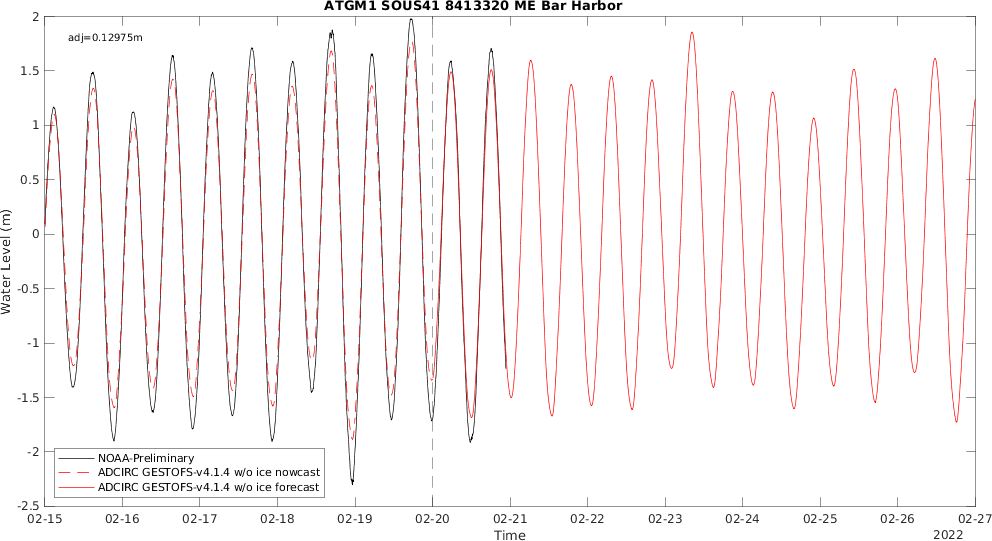 ATGM1 SOUS41 8413320 ME Bar Harbor
adj=0.12975m
Water Level (m)
2
1.5
1
0.5
0
-0.5
-1
-1.5
-2
-2.5
NOAA-Preliminary
ADCIRC GESTOFS-v4.1.4 w/o ice nowcast
ADCIRC GESTOFS-v4.1.4 w/o ice forecast
02-15 02-16 02-17 02-18 02-19 02-20 02-21 02-22 02-23 02-24 02-25 02-26 02-27
Time
2022